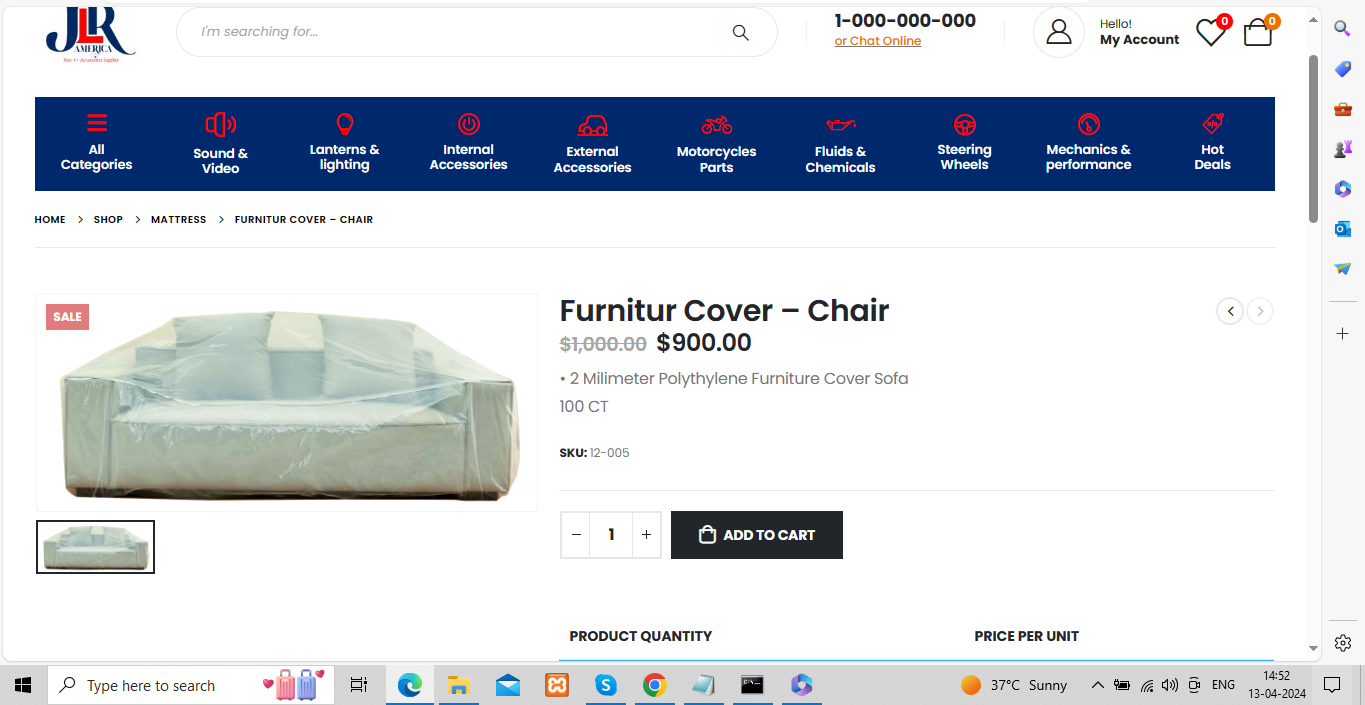 JLR
AMERICA
Your #1 Accessories Supplier
I'm searching for...
1-000-000-000
or Chat Online
Hello!
My Account
0
0
All
Categories
Sound &
Video
Lanterns &
lighting
Internal
Accessories
External
Accessories
Motorcycles
Parts
Fluids &
Chemicals
Steering
Wheels
Mechanics &
performance
Hot
Deals
HOME > SHOP > MATTRESS > FURNITUR COVER – CHAIR
SALE
Furnitur Cover – Chair
$1,000.00 $900.00
• 2 Milimeter Polythylene Furniture Cover Sofa
100 CT
SKU: 12-005
− 1 +
ADD TO CART
PRODUCT QUANTITY PRICE PER UNIT
Type here to search
37°C Sunny
ENG
14:52
13-04-2024